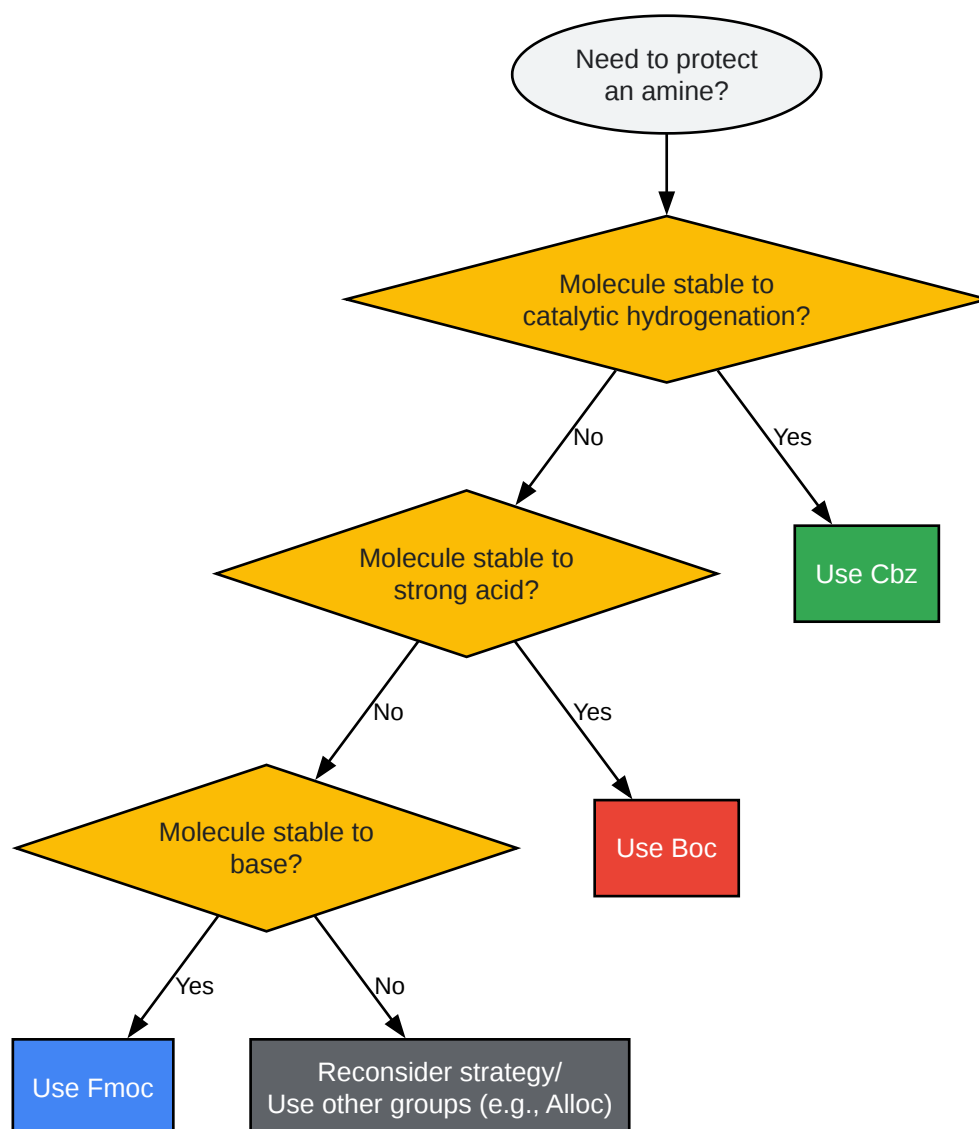 Need to protect
an amine?
Molecule stable to
catalytic hydrogenation?
No
Yes
Molecule stable to
strong acid?
Use Cbz
No
Yes
Molecule stable to
base?
Use Boc
Yes
No
Use Fmoc
Reconsider strategy/
Use other groups (e.g., Alloc)